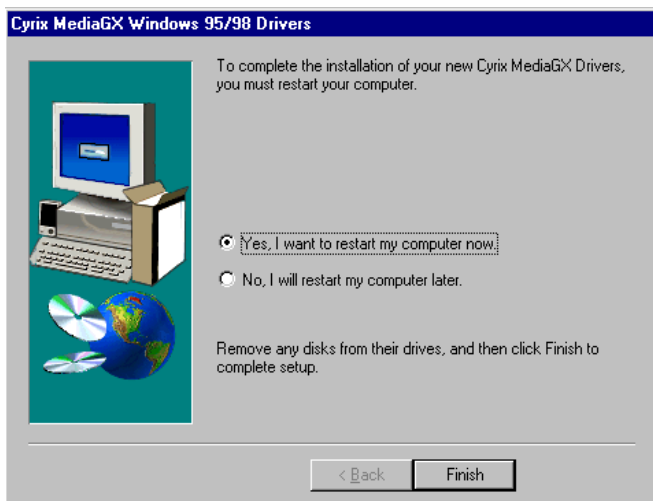 Cyrix MediaGX Windows 95/98 Drivers
To complete the installation of your new Cyrix MediaGX Drivers,
you must restart your computer.
Yes, I want to restart my computer now.
No, I will restart my computer later.
Remove any disks from their drives, and then click Finish to
complete setup.
< Back
Finish